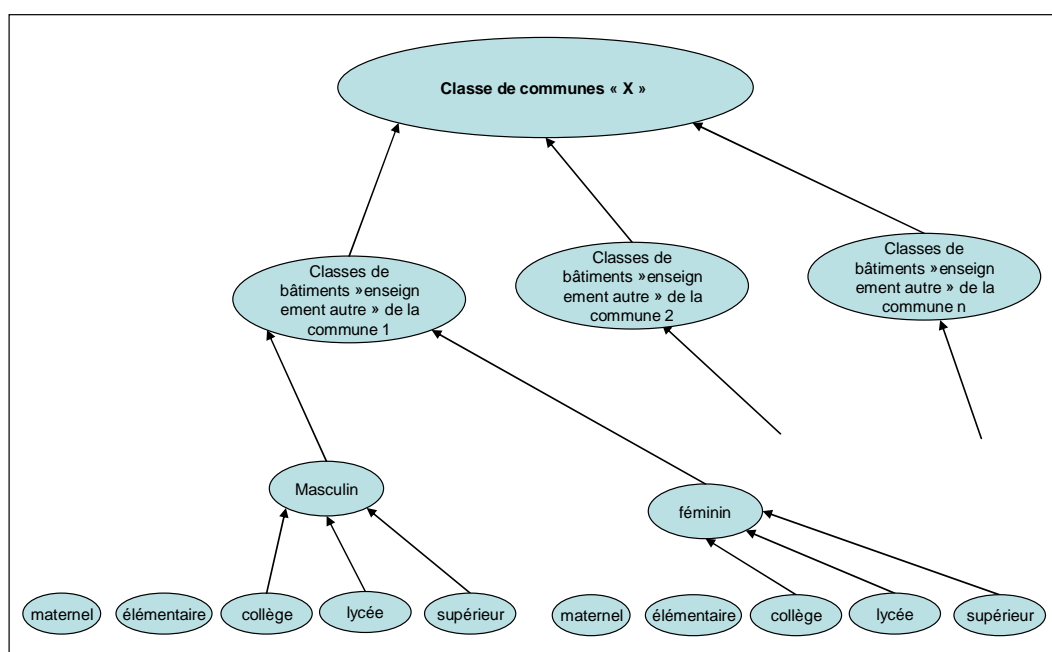 Classe de communes « X »
Classes de
bâtiments »enseign
ement autre » de la
commune 1
Classes de
bâtiments »enseign
ement autre » de la
commune 2
Classes de
bâtiments »enseign
ement autre » de la
commune n
Masculin
féminin
maternel
élémentaire
collège
lycée
supérieur
maternel
élémentaire
collège
lycée
supérieur